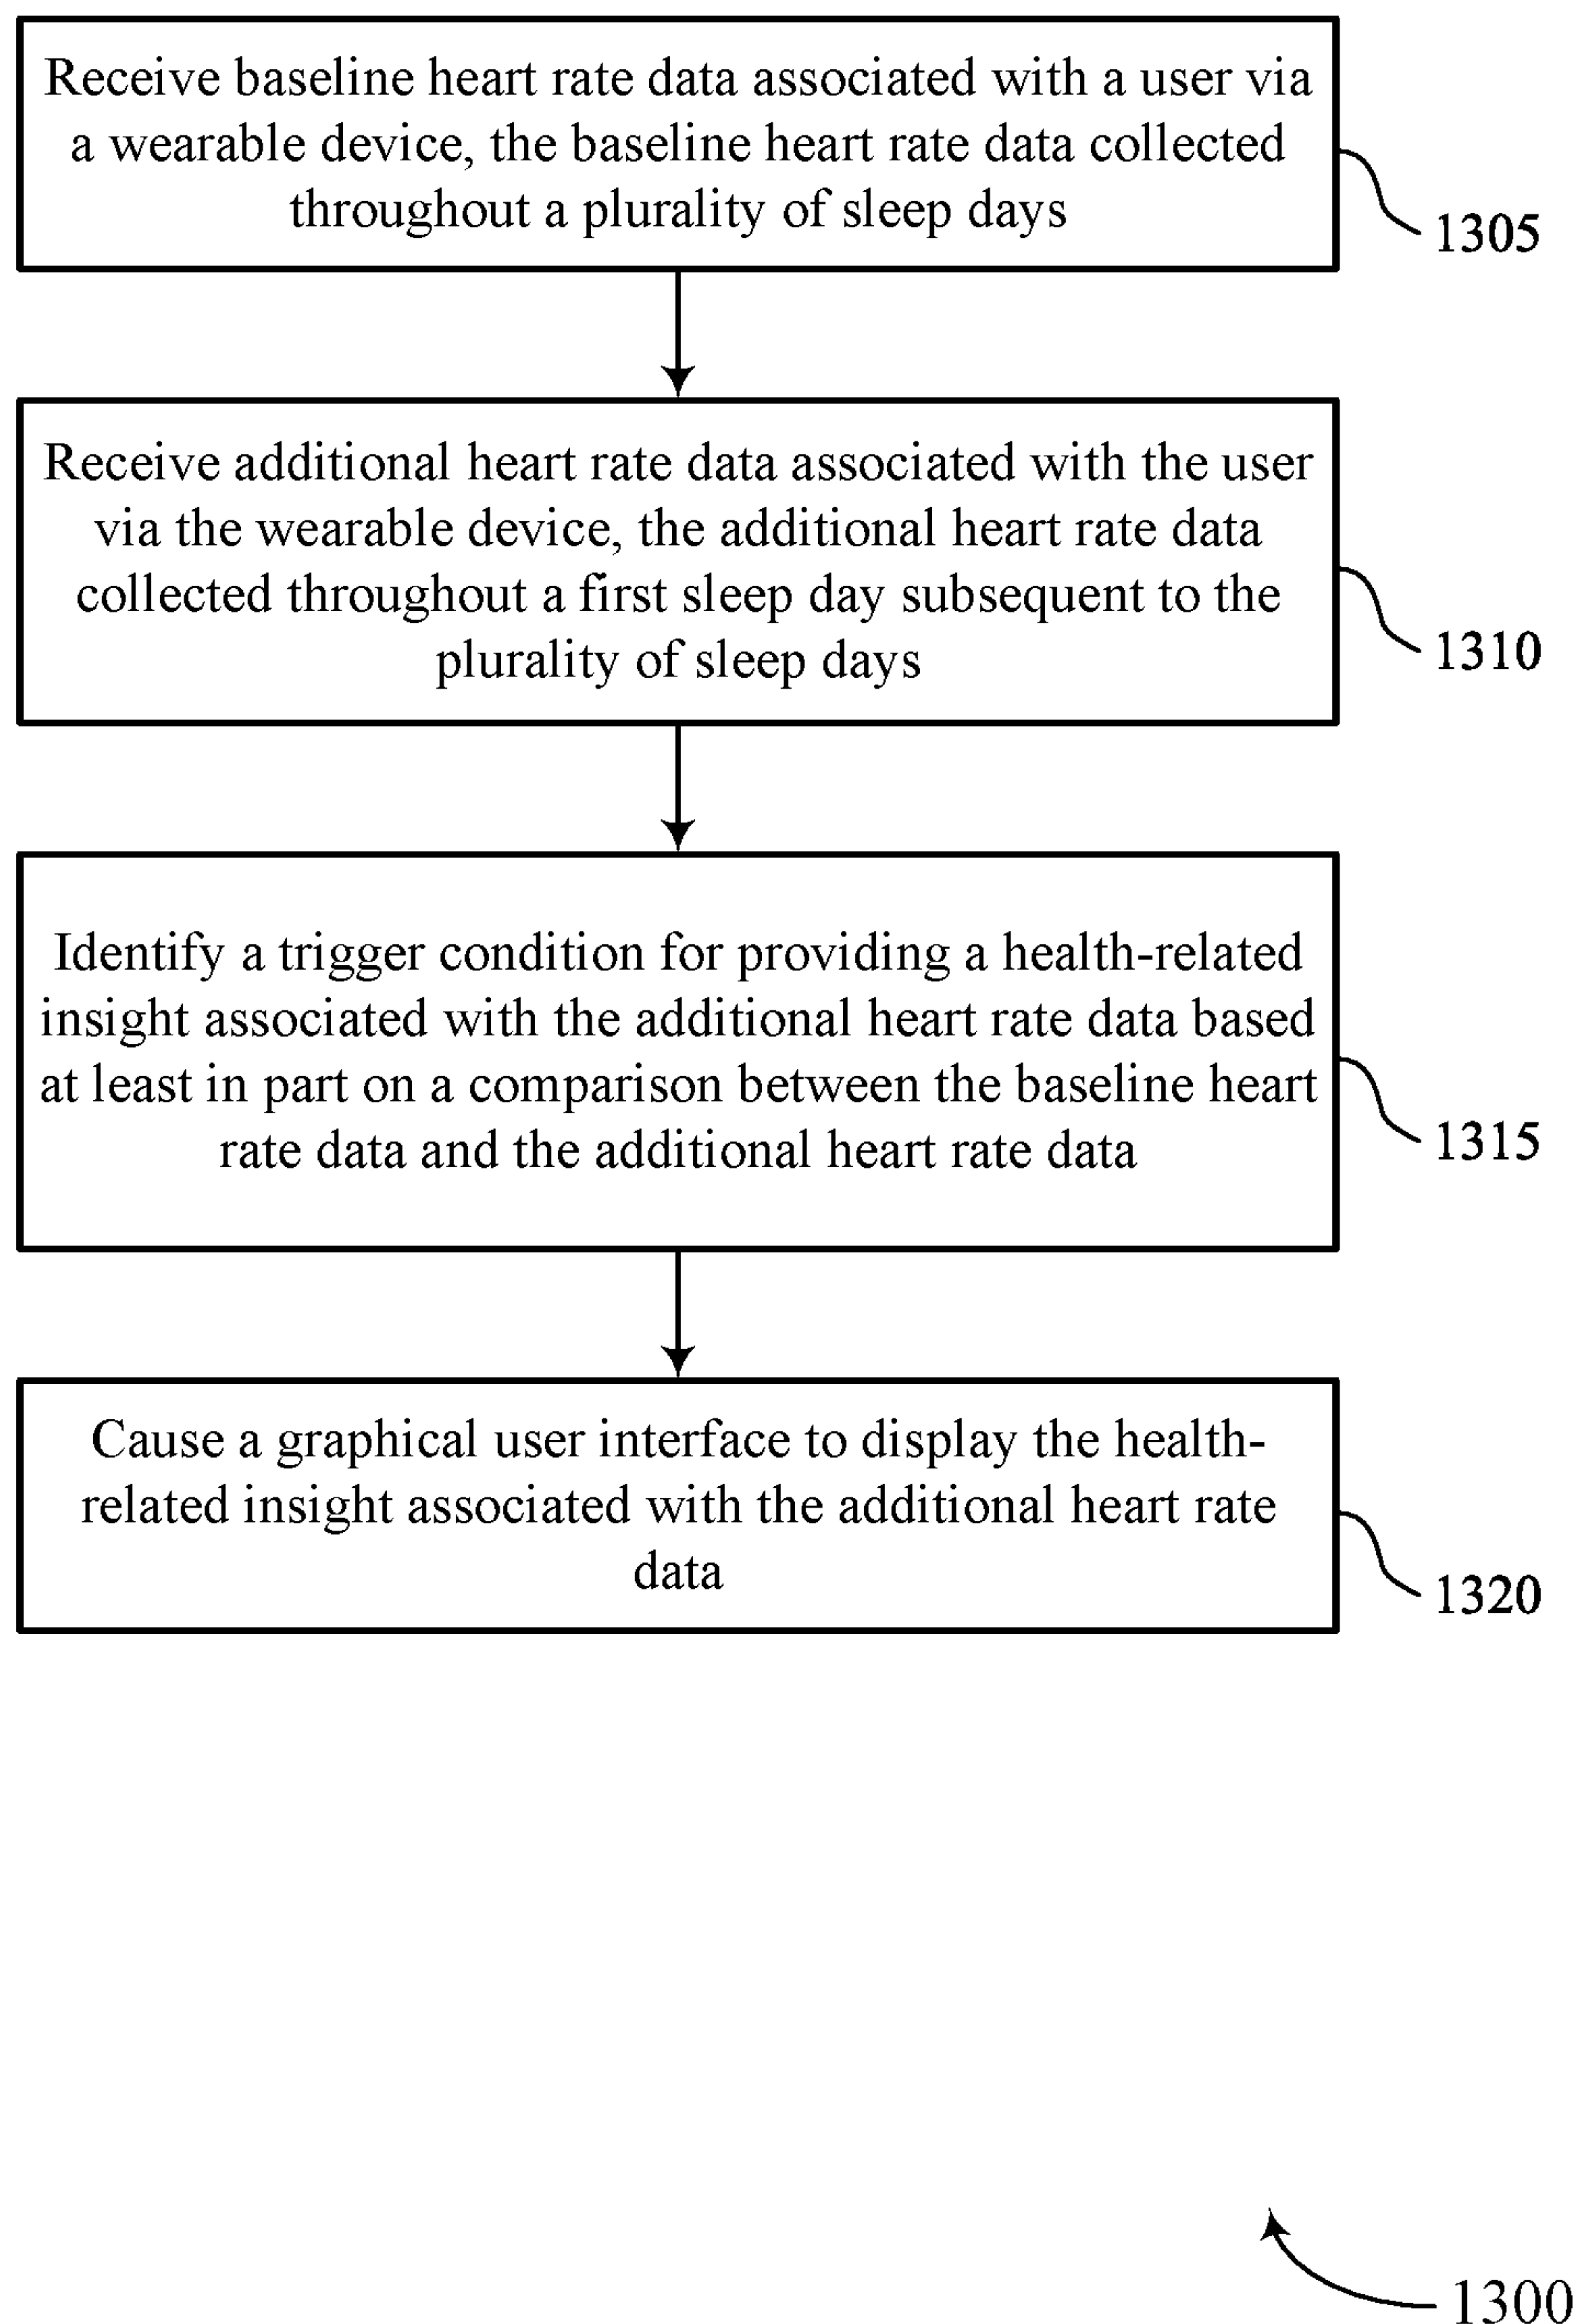 Receive baseline heart rate data associated with a user via
a wearable device, the baseline heart rate data collected
throughout a plurality of sleep days
1305
Receive additional heart rate data associated with the user
via the wearable device, the additional heart rate data
collected throughout a first sleep day subsequent to the
plurality of sleep days
1310
Identify a trigger condition for providing a health-related
insight associated with the additional heart rate data based
at least in part on a comparison between the baseline heart
rate data and the additional heart rate data
1315
Cause a graphical user interface to display the health-
related insight associated with the additional heart rate
data
1320
1300